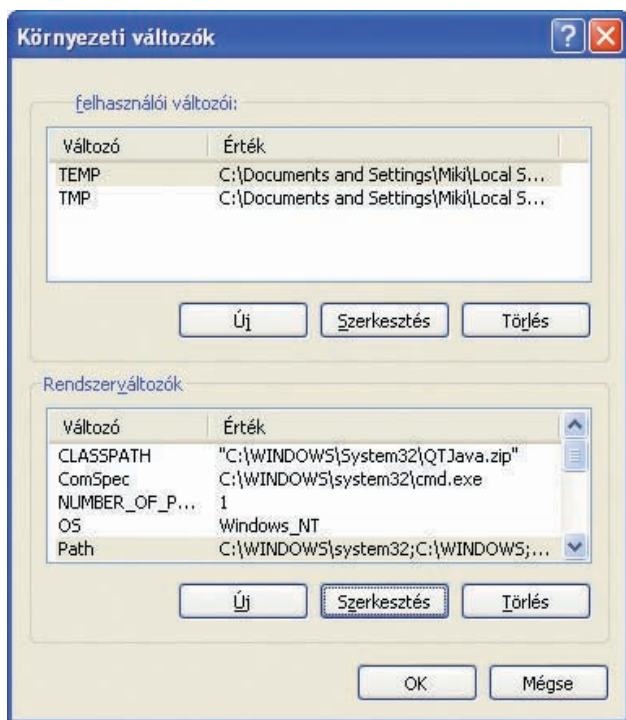 Környezeti változók
felhasználói változói:
Változó Érték
TEMP C:\Documents and Settings\Miki\Local S...
TMP C:\Documents and Settings\Miki\Local S...
Új Szerkesztés Törlés
Rendszerváltozók
Változó Érték
CLASSPATH "C:\WINDOWS\System32\QTJava.zip"
ComSpec C:\WINDOWS\system32\cmd.exe
NUMBER_OF_P... 1
OS Windows_NT
Path C:\WINDOWS\system32;C:\WINDOWS;...
Új Szerkesztés Törlés
OK Mégse